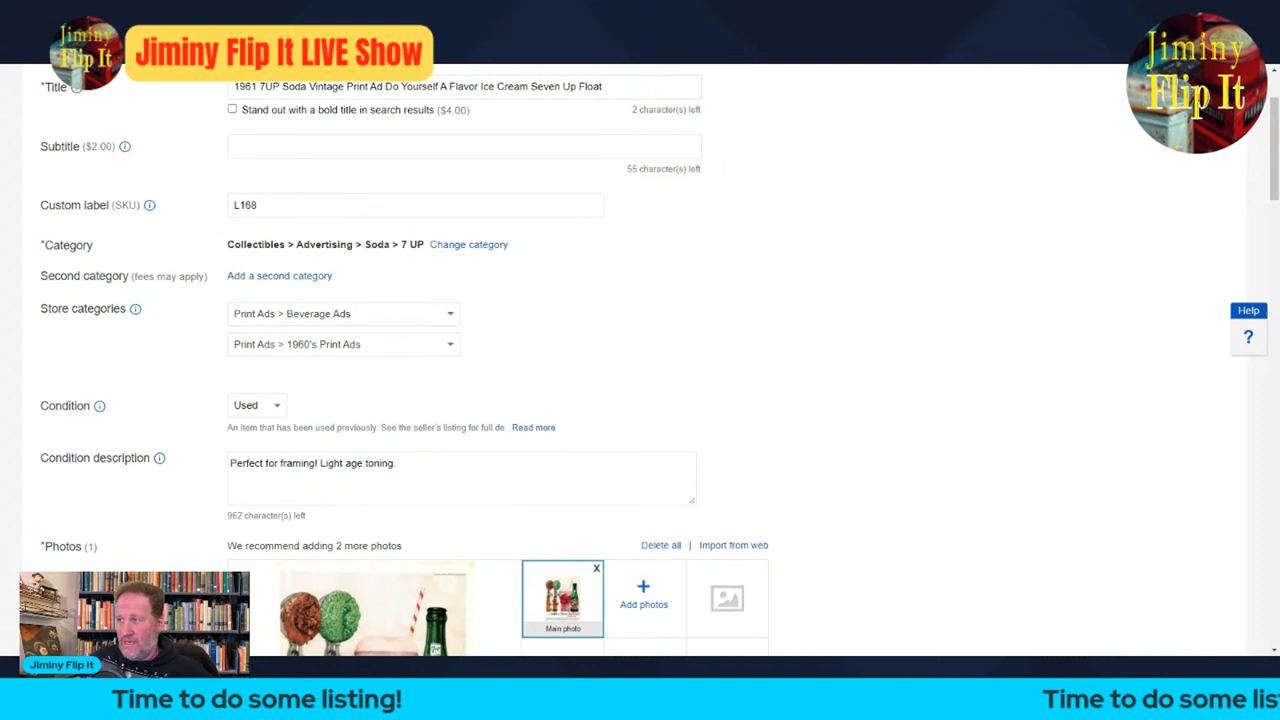 Jiminy
Flip It
Jiminy Flip It LIVE Show
Jiminy
Flip It
*Title
1961 7UP Soda Vintage Print Ad Do Yourself A Flavor Ice Cream Seven Up Float
Stand out with a bold title in search results ($4.00)
2 character(s) left
Subtitle ($2.00)
55 character(s) left
Custom label (SKU)
L168
*Category
Collectibles > Advertising > Soda > 7 UP Change category
Second category (fees may apply)
Add a second category
Store categories
Print Ads > Beverage Ads
Print Ads > 1960's Print Ads
Help
?
Condition
Used
An item that has been used previously. See the seller's listing for full de... Read more
Condition description
Perfect for framing! Light age toning.
962 character(s) left
*Photos (1)
We recommend adding 2 more photos
Delete all | Import from web
X
+
Add photos
Main photo
Jiminy Flip It
Time to do some listing!
Time to do some lis